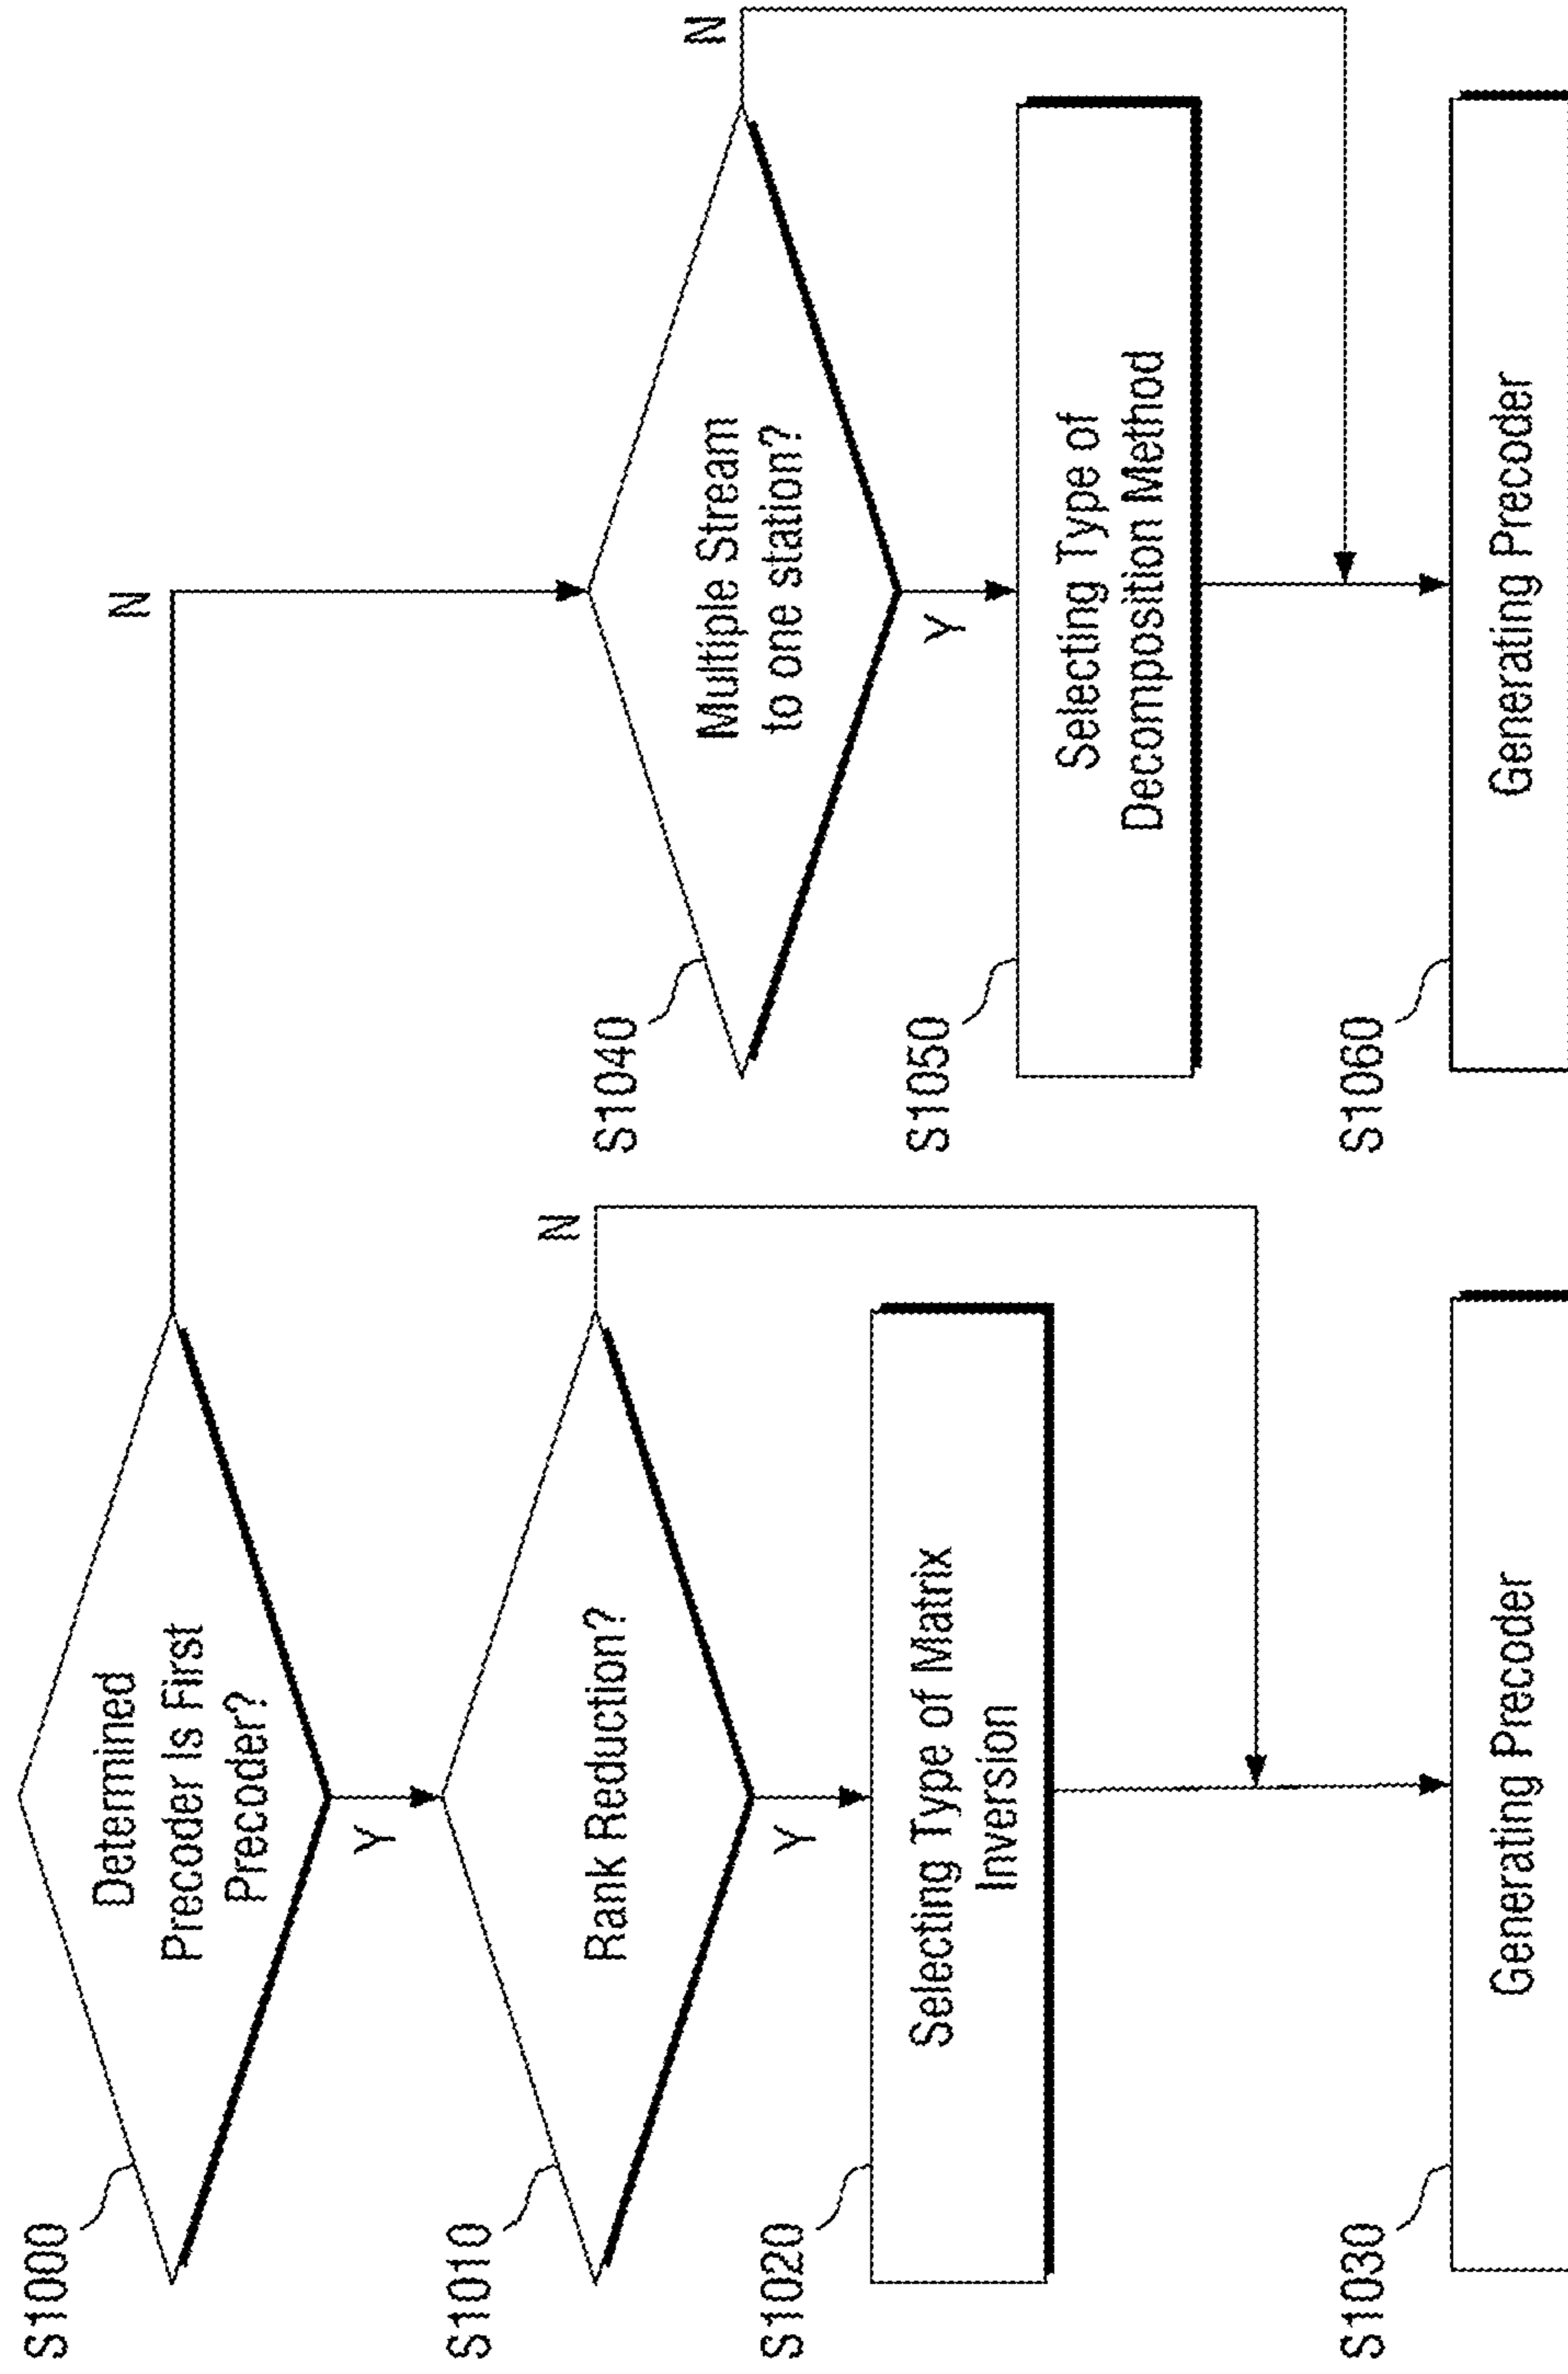 S1000
Determined
Precoder Is First
Precoder?
N
Y
S1010
Rank Reduction?
N
Y
S1020
Selecting Type of Matrix
Inversion
S1030
Generating Precoder
S1040
Multiple Stream
to one station?
N
Y
S1050
Selecting Type of
Decomposition Method
S1060
Generating Precoder